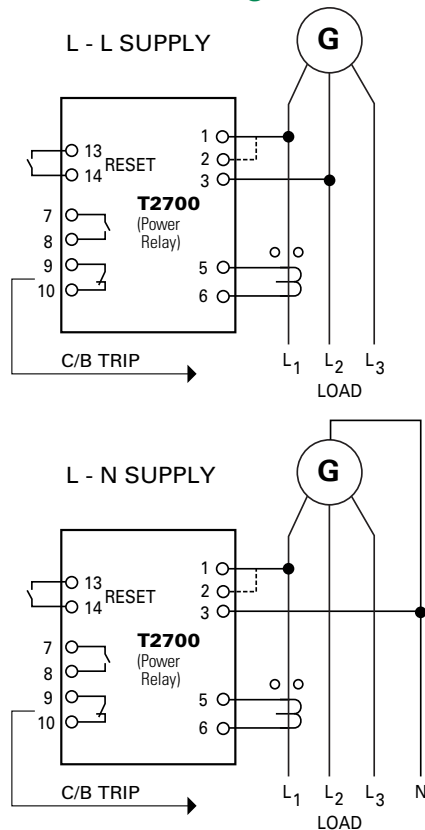 L - L SUPPLY
G
13
14
RESET
1
2
3
T2700
(Power
Relay)
7
8
9
10
5
6
C/B TRIP
L1
L2
L3
LOAD
L - N SUPPLY
G
13
14
RESET
1
2
3
T2700
(Power
Relay)
7
8
9
10
5
6
C/B TRIP
L1
L2
L3
N
LOAD